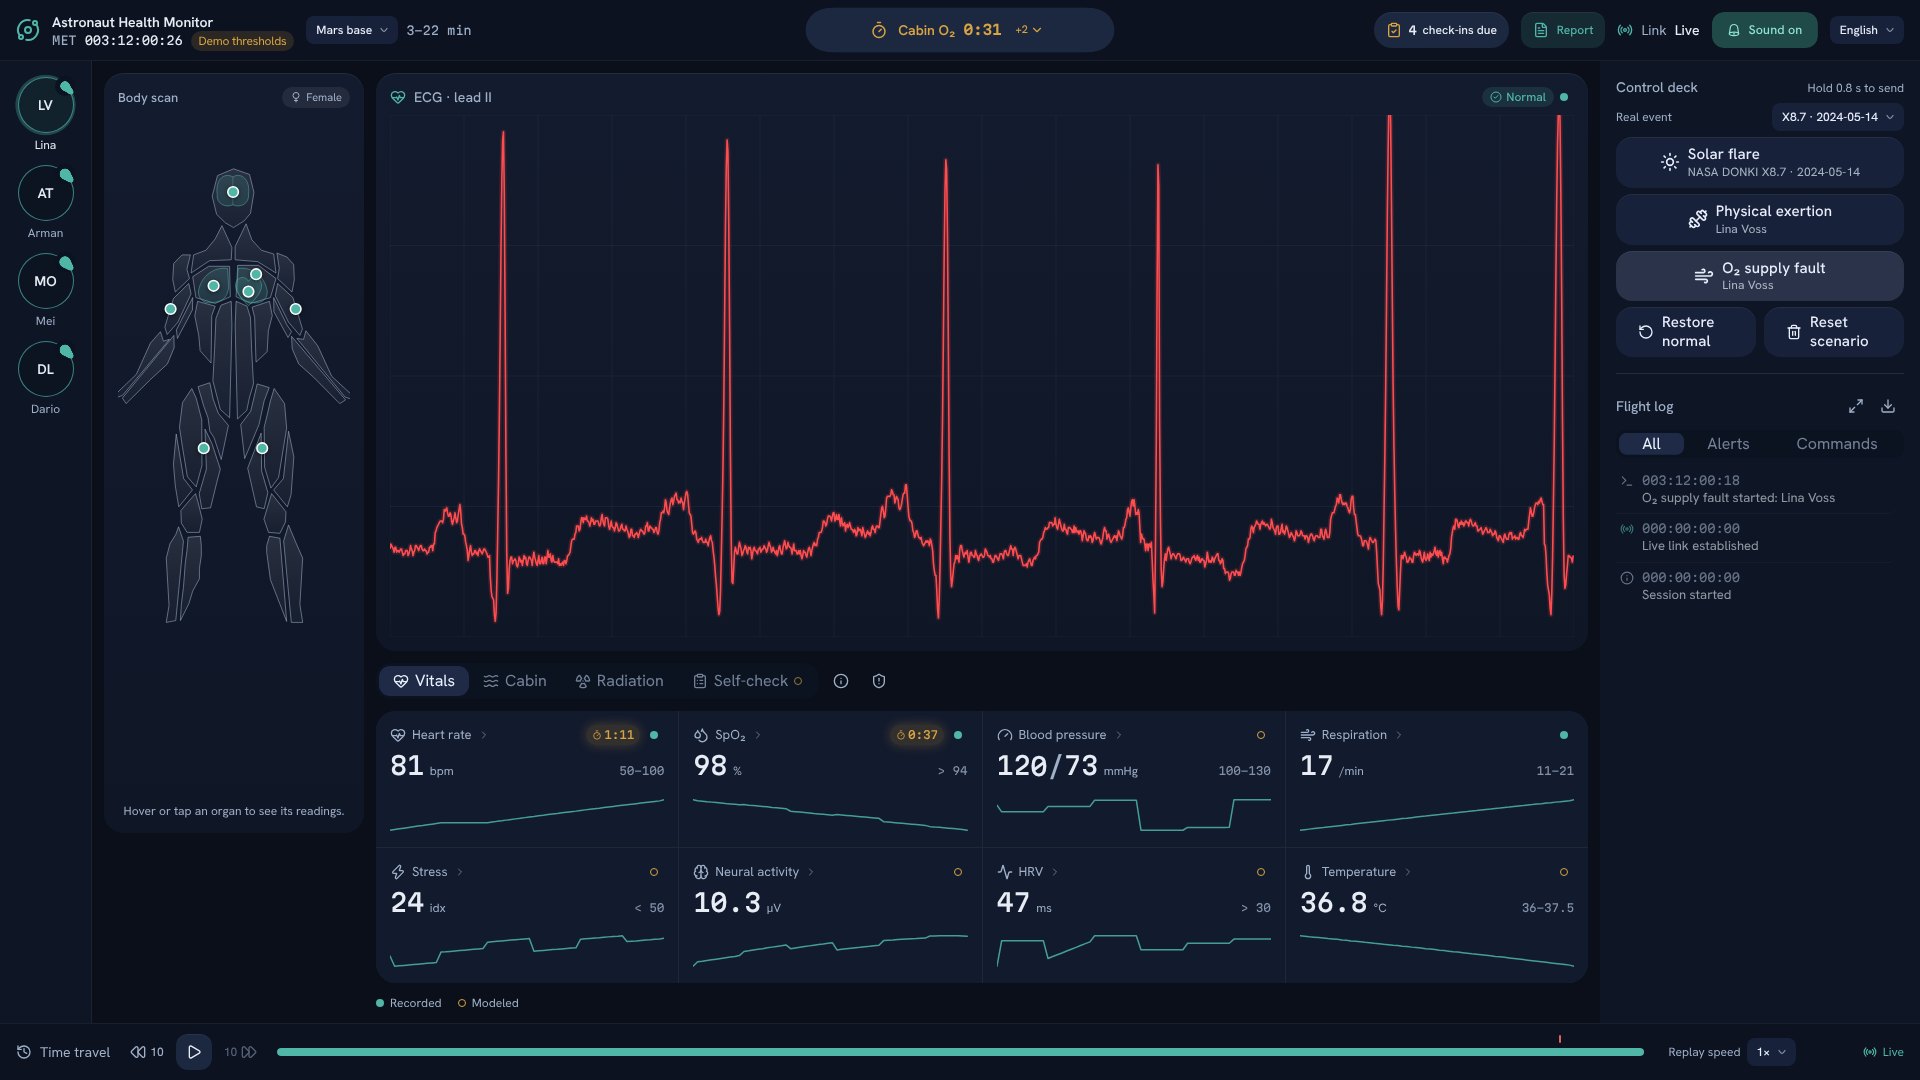 Astronaut Health Monitor
MET 003:12:00:26 Demo thresholds
Mars base 3–22 min
Cabin O₂ 0:31 +2
4 check-ins due
Report
Link Live
Sound on
English
LV
Lina
AT
Arman
MO
Mei
DL
Dario
Body scan
Female
Hover or tap an organ to see its readings.
ECG · lead II
Normal
Vitals
Cabin
Radiation
Self-check
Heart rate
1:11
81 bpm
50–100
SpO₂
0:37
98 %
> 94
Blood pressure
120/73 mmHg
100–130
Respiration
17 /min
11–21
Stress
24 idx
< 50
Neural activity
10.3 µV
HRV
47 ms
> 30
Temperature
36.8 °C
36–37.5
Recorded
Modeled
Control deck
Hold 0.8 s to send
Real event
X8.7 · 2024-05-14
Solar flare
NASA DONKI X8.7 · 2024-05-14
Physical exertion
Lina Voss
O₂ supply fault
Lina Voss
Restore normal
Reset scenario
Flight log
All
Alerts
Commands
003:12:00:18
O₂ supply fault started: Lina Voss
000:00:00:00
Live link established
000:00:00:00
Session started
Time travel
10
10
Replay speed
1×
Live